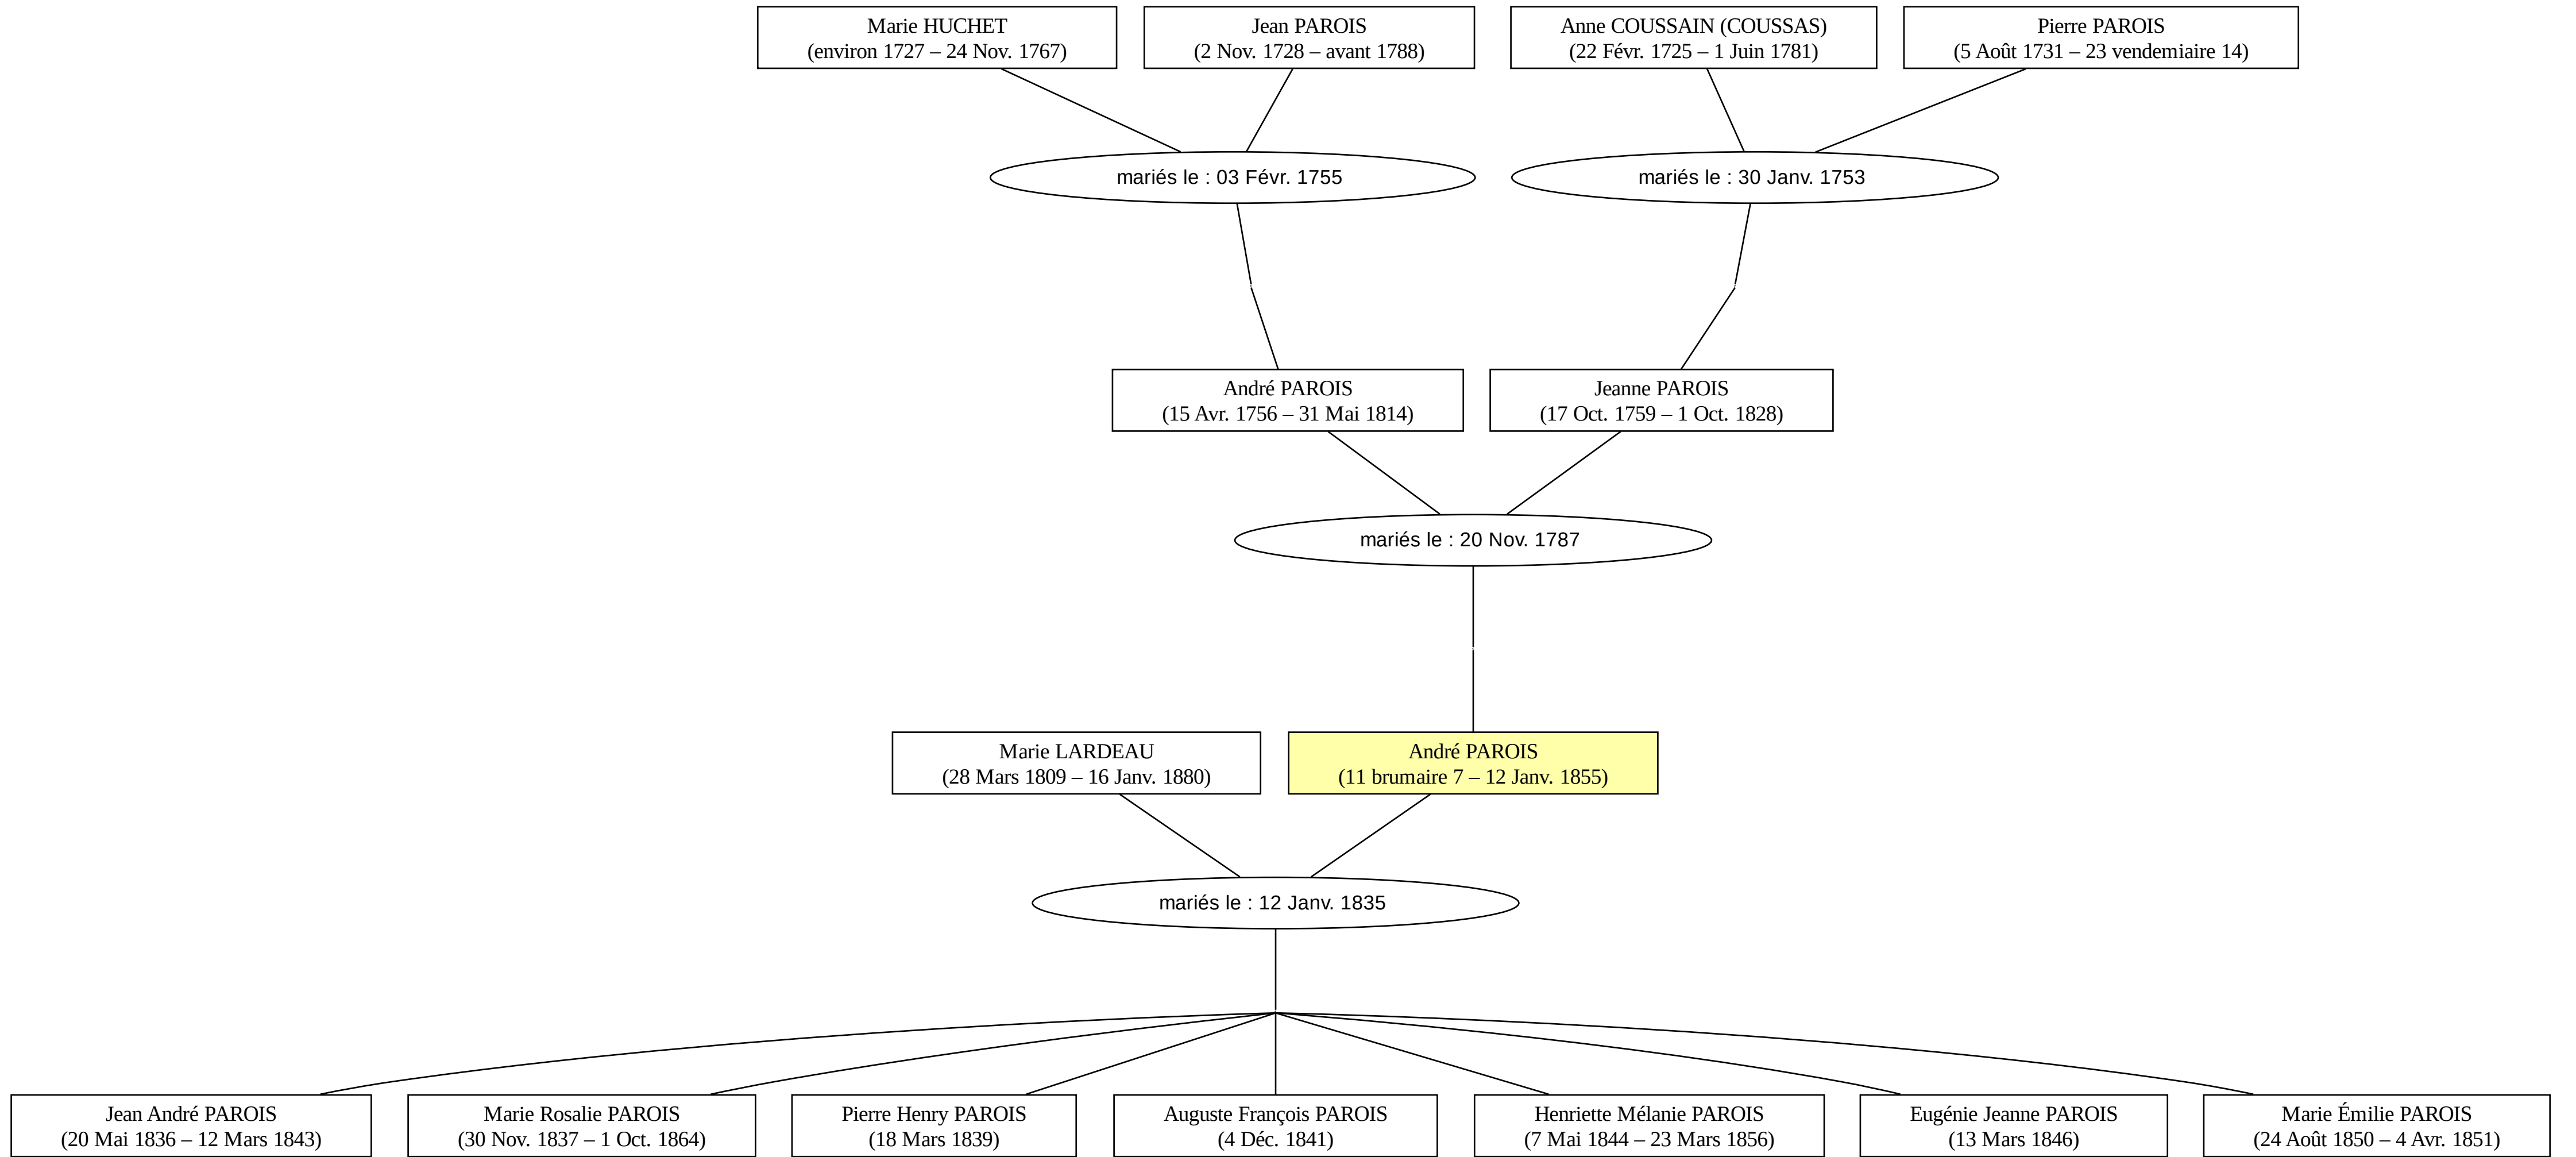 Marie HUCHET
(environ 1727 – 24 Nov. 1767)
Jean PAROIS
(2 Nov. 1728 – avant 1788)
Anne COUSSAIN (COUSSAS)
(22 Févr. 1725 – 1 Juin 1781)
Pierre PAROIS
(5 Août 1731 – 23 vendemiaire 14)
mariés le : 03 Févr. 1755
mariés le : 30 Janv. 1753
André PAROIS
(15 Avr. 1756 – 31 Mai 1814)
Jeanne PAROIS
(17 Oct. 1759 – 1 Oct. 1828)
mariés le : 20 Nov. 1787
Marie LARDEAU
(28 Mars 1809 – 16 Janv. 1880)
André PAROIS
(11 brumaire 7 – 12 Janv. 1855)
mariés le : 12 Janv. 1835
Jean André PAROIS
(20 Mai 1836 – 12 Mars 1843)
Marie Rosalie PAROIS
(30 Nov. 1837 – 1 Oct. 1864)
Pierre Henry PAROIS
(18 Mars 1839)
Auguste François PAROIS
(4 Déc. 1841)
Henriette Mélanie PAROIS
(7 Mai 1844 – 23 Mars 1856)
Eugénie Jeanne PAROIS
(13 Mars 1846)
Marie Émilie PAROIS
(24 Août 1850 – 4 Avr. 1851)